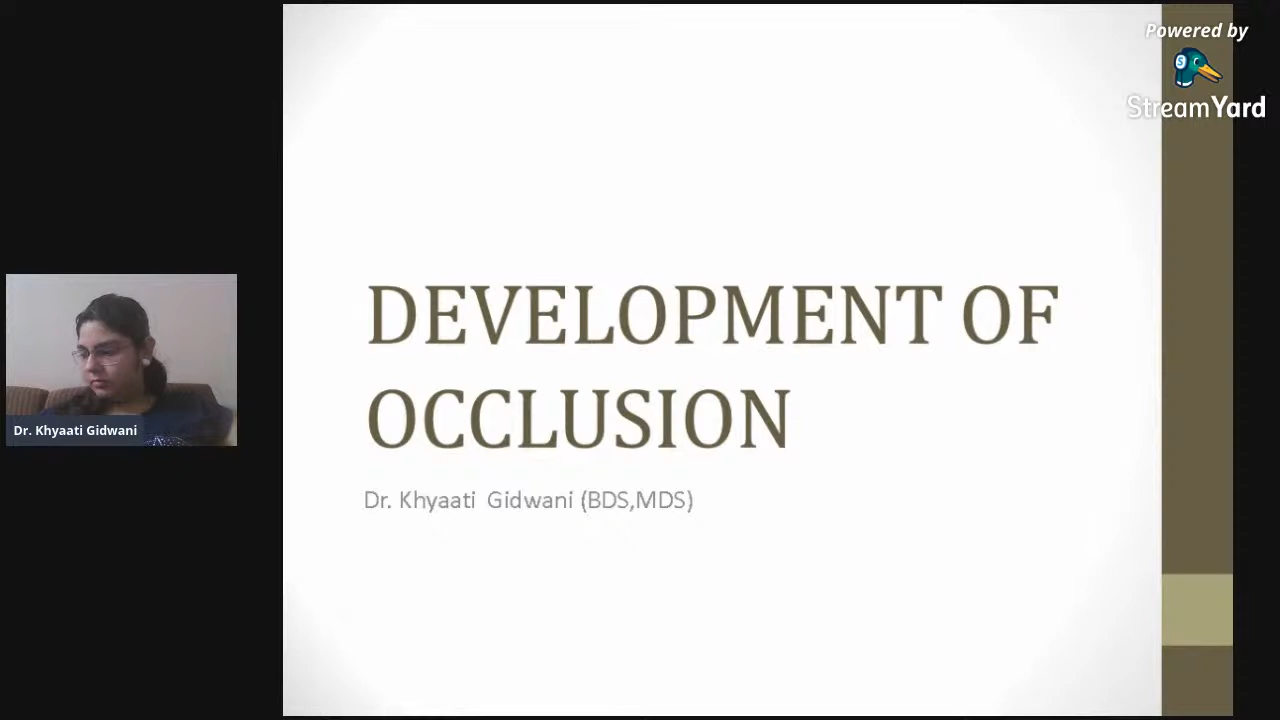 Powered by
StreamYard
DEVELOPMENT OF
OCCLUSION
Dr. Khyaati Gidwani (BDS,MDS)
Dr. Khyaati Gidwani